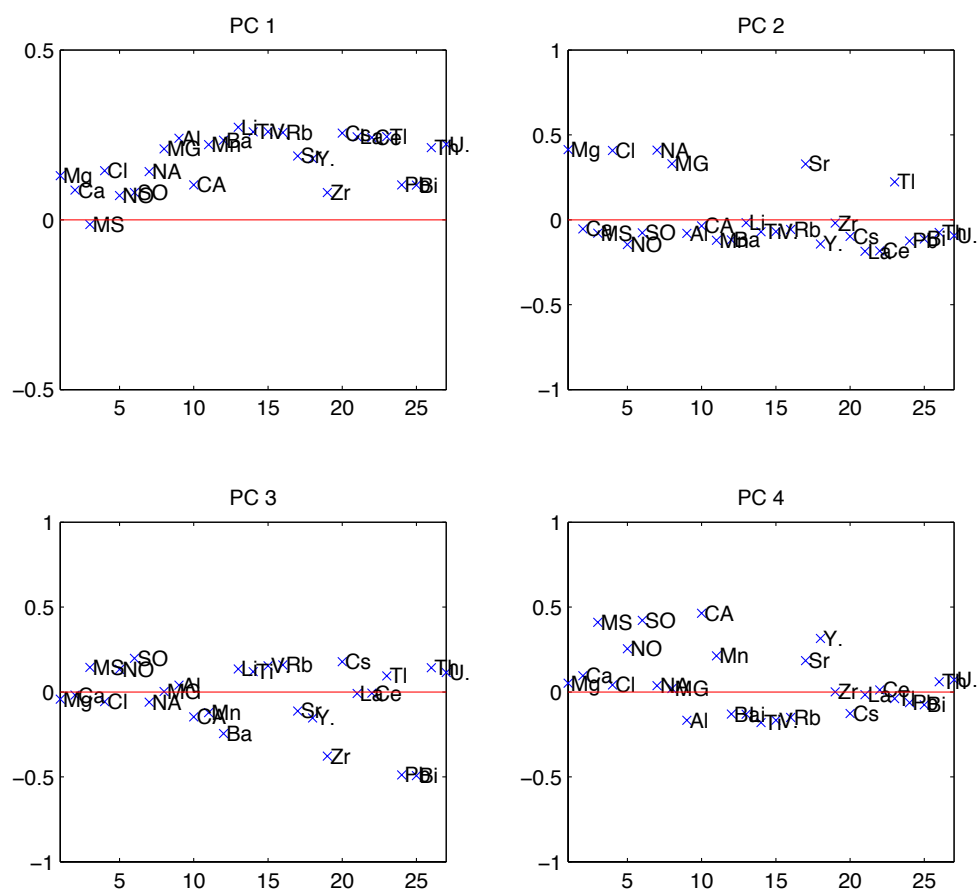 PC 1
0.5
0
−0.5
5
10
15
20
25
Mg
Ca
MS
Cl
NO
SO
NA
MG
Al
CA
Mn
Ba
Li
Ti
V.
Rb
Sr
Y.
Zr
Cs
La
Ce
Tl
Pb
Bi
Th
U.
PC 2
1
0.5
0
−0.5
−1
5
10
15
20
25
Mg
Ca
MS
Cl
NO
SO
NA
MG
Al
CA
Mn
Ba
Li
Ti
V.
Rb
Sr
Y.
Zr
Cs
La
Ce
Tl
Pb
Bi
Th
U.
PC 3
1
0.5
0
−0.5
−1
5
10
15
20
25
Mg
Ca
MS
Cl
NO
SO
NA
MG
Al
CA
Mn
Ba
Li
Ti
V.
Rb
Sr
Y.
Zr
Cs
La
Ce
Tl
Pb
Bi
Th
U.
PC 4
1
0.5
0
−0.5
−1
5
10
15
20
25
Mg
Ca
MS
Cl
NO
SO
NA
MG
Al
CA
Mn
Ba
Li
Ti
V.
Rb
Sr
Y.
Zr
Cs
La
Ce
Tl
Pb
Bi
Th
U.